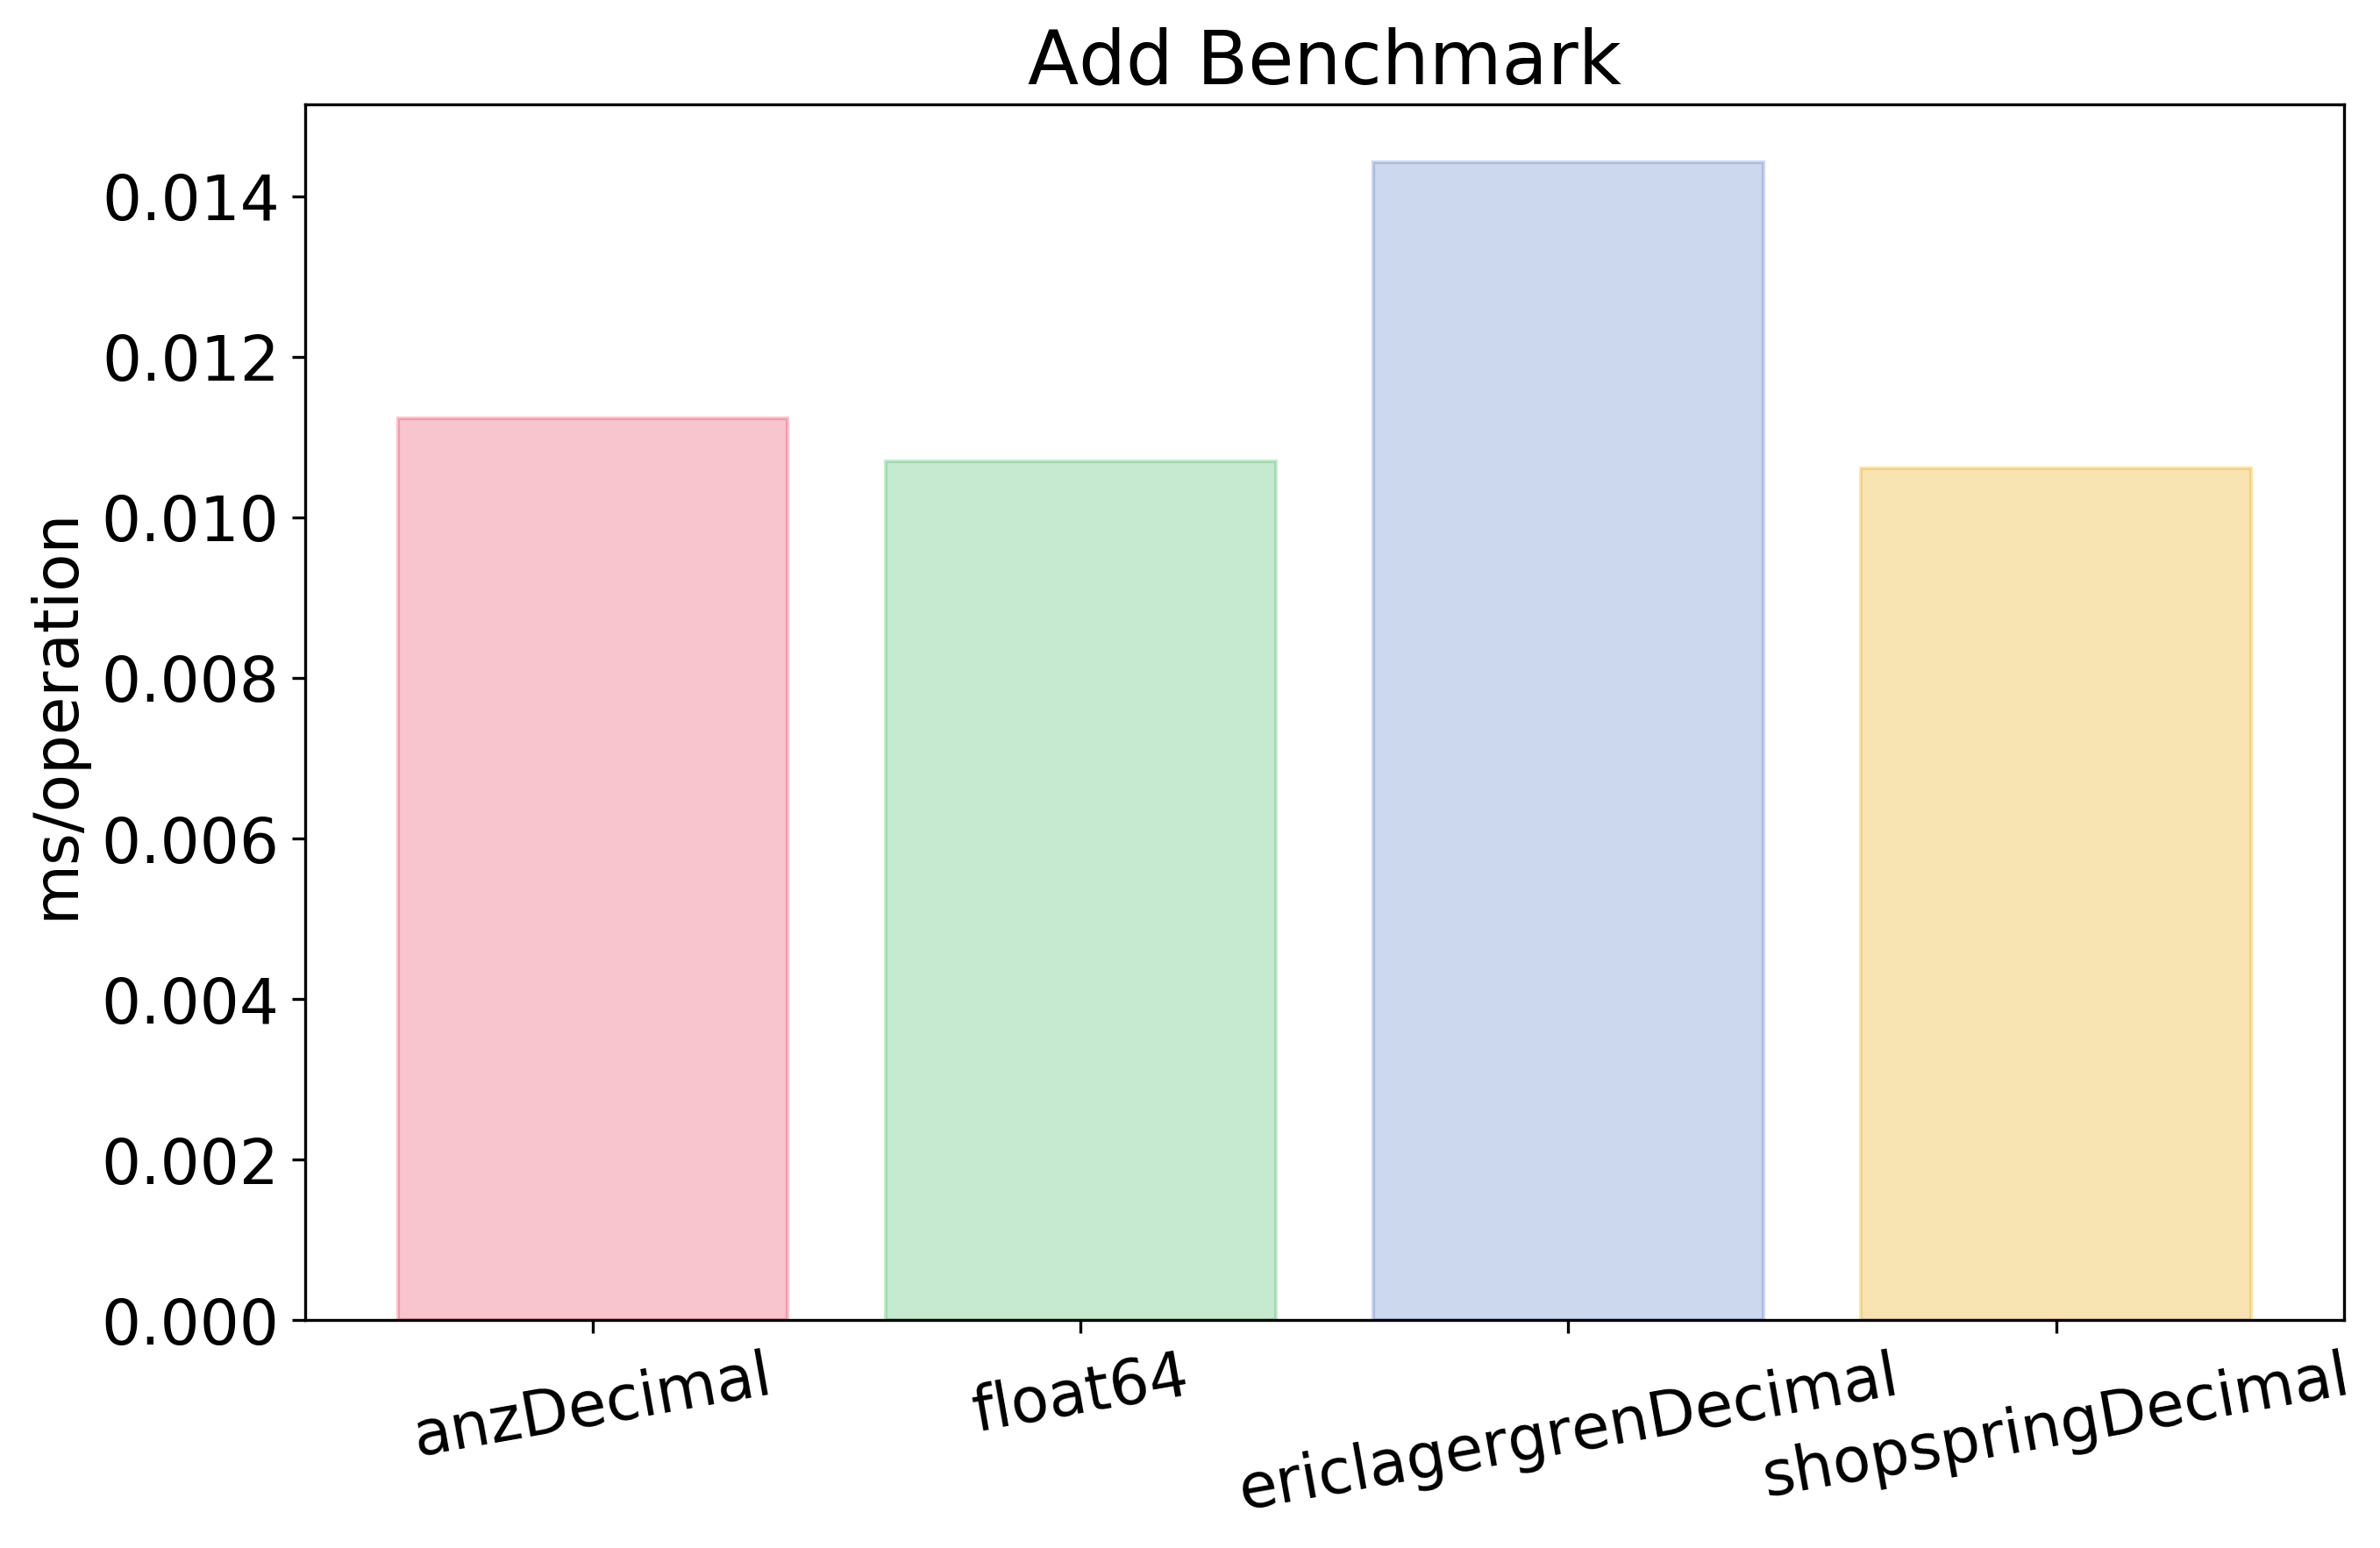 Add Benchmark
ms/operation
0.014
0.012
0.010
0.008
0.006
0.004
0.002
0.000
anzDecimal
float64
ericlagergrenDecimal
shopspringDecimal